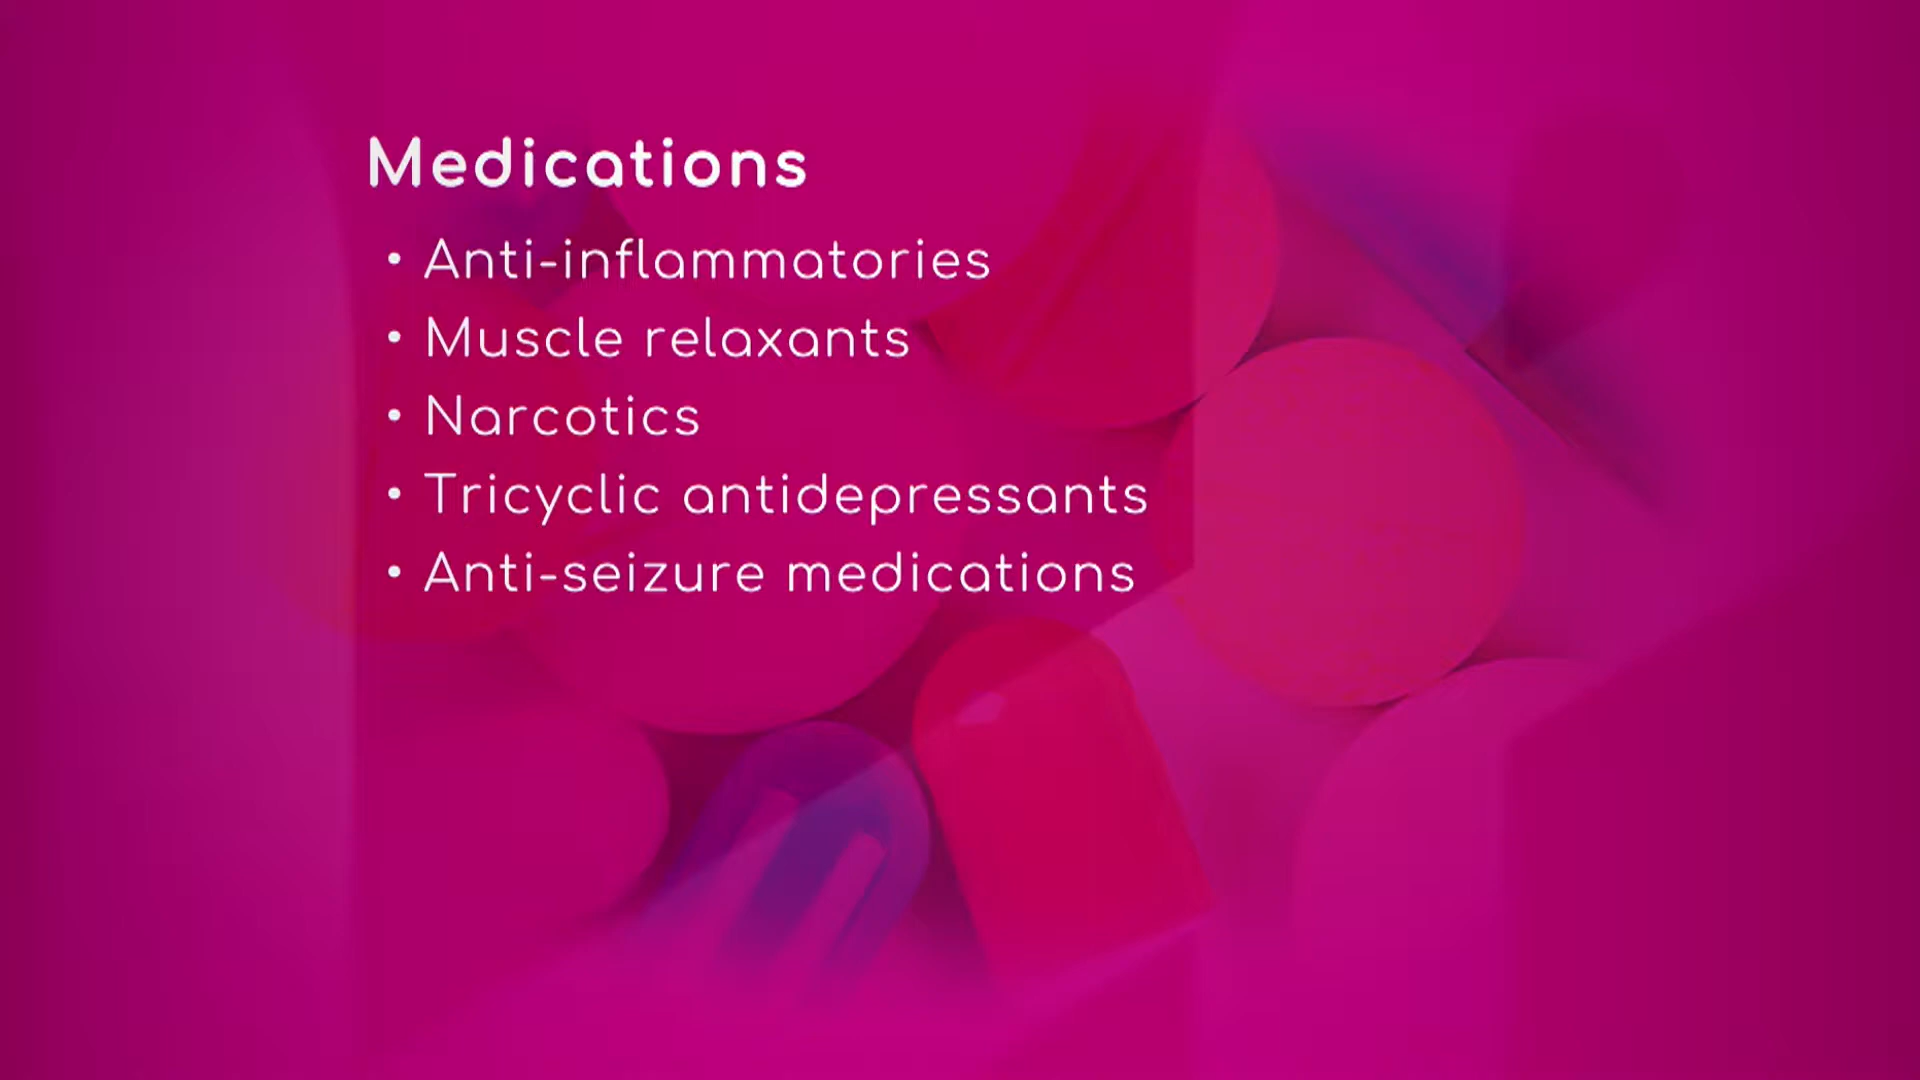 Medications
• Anti-inflammatories
• Muscle relaxants
• Narcotics
• Tricyclic antidepressants
• Anti-seizure medications